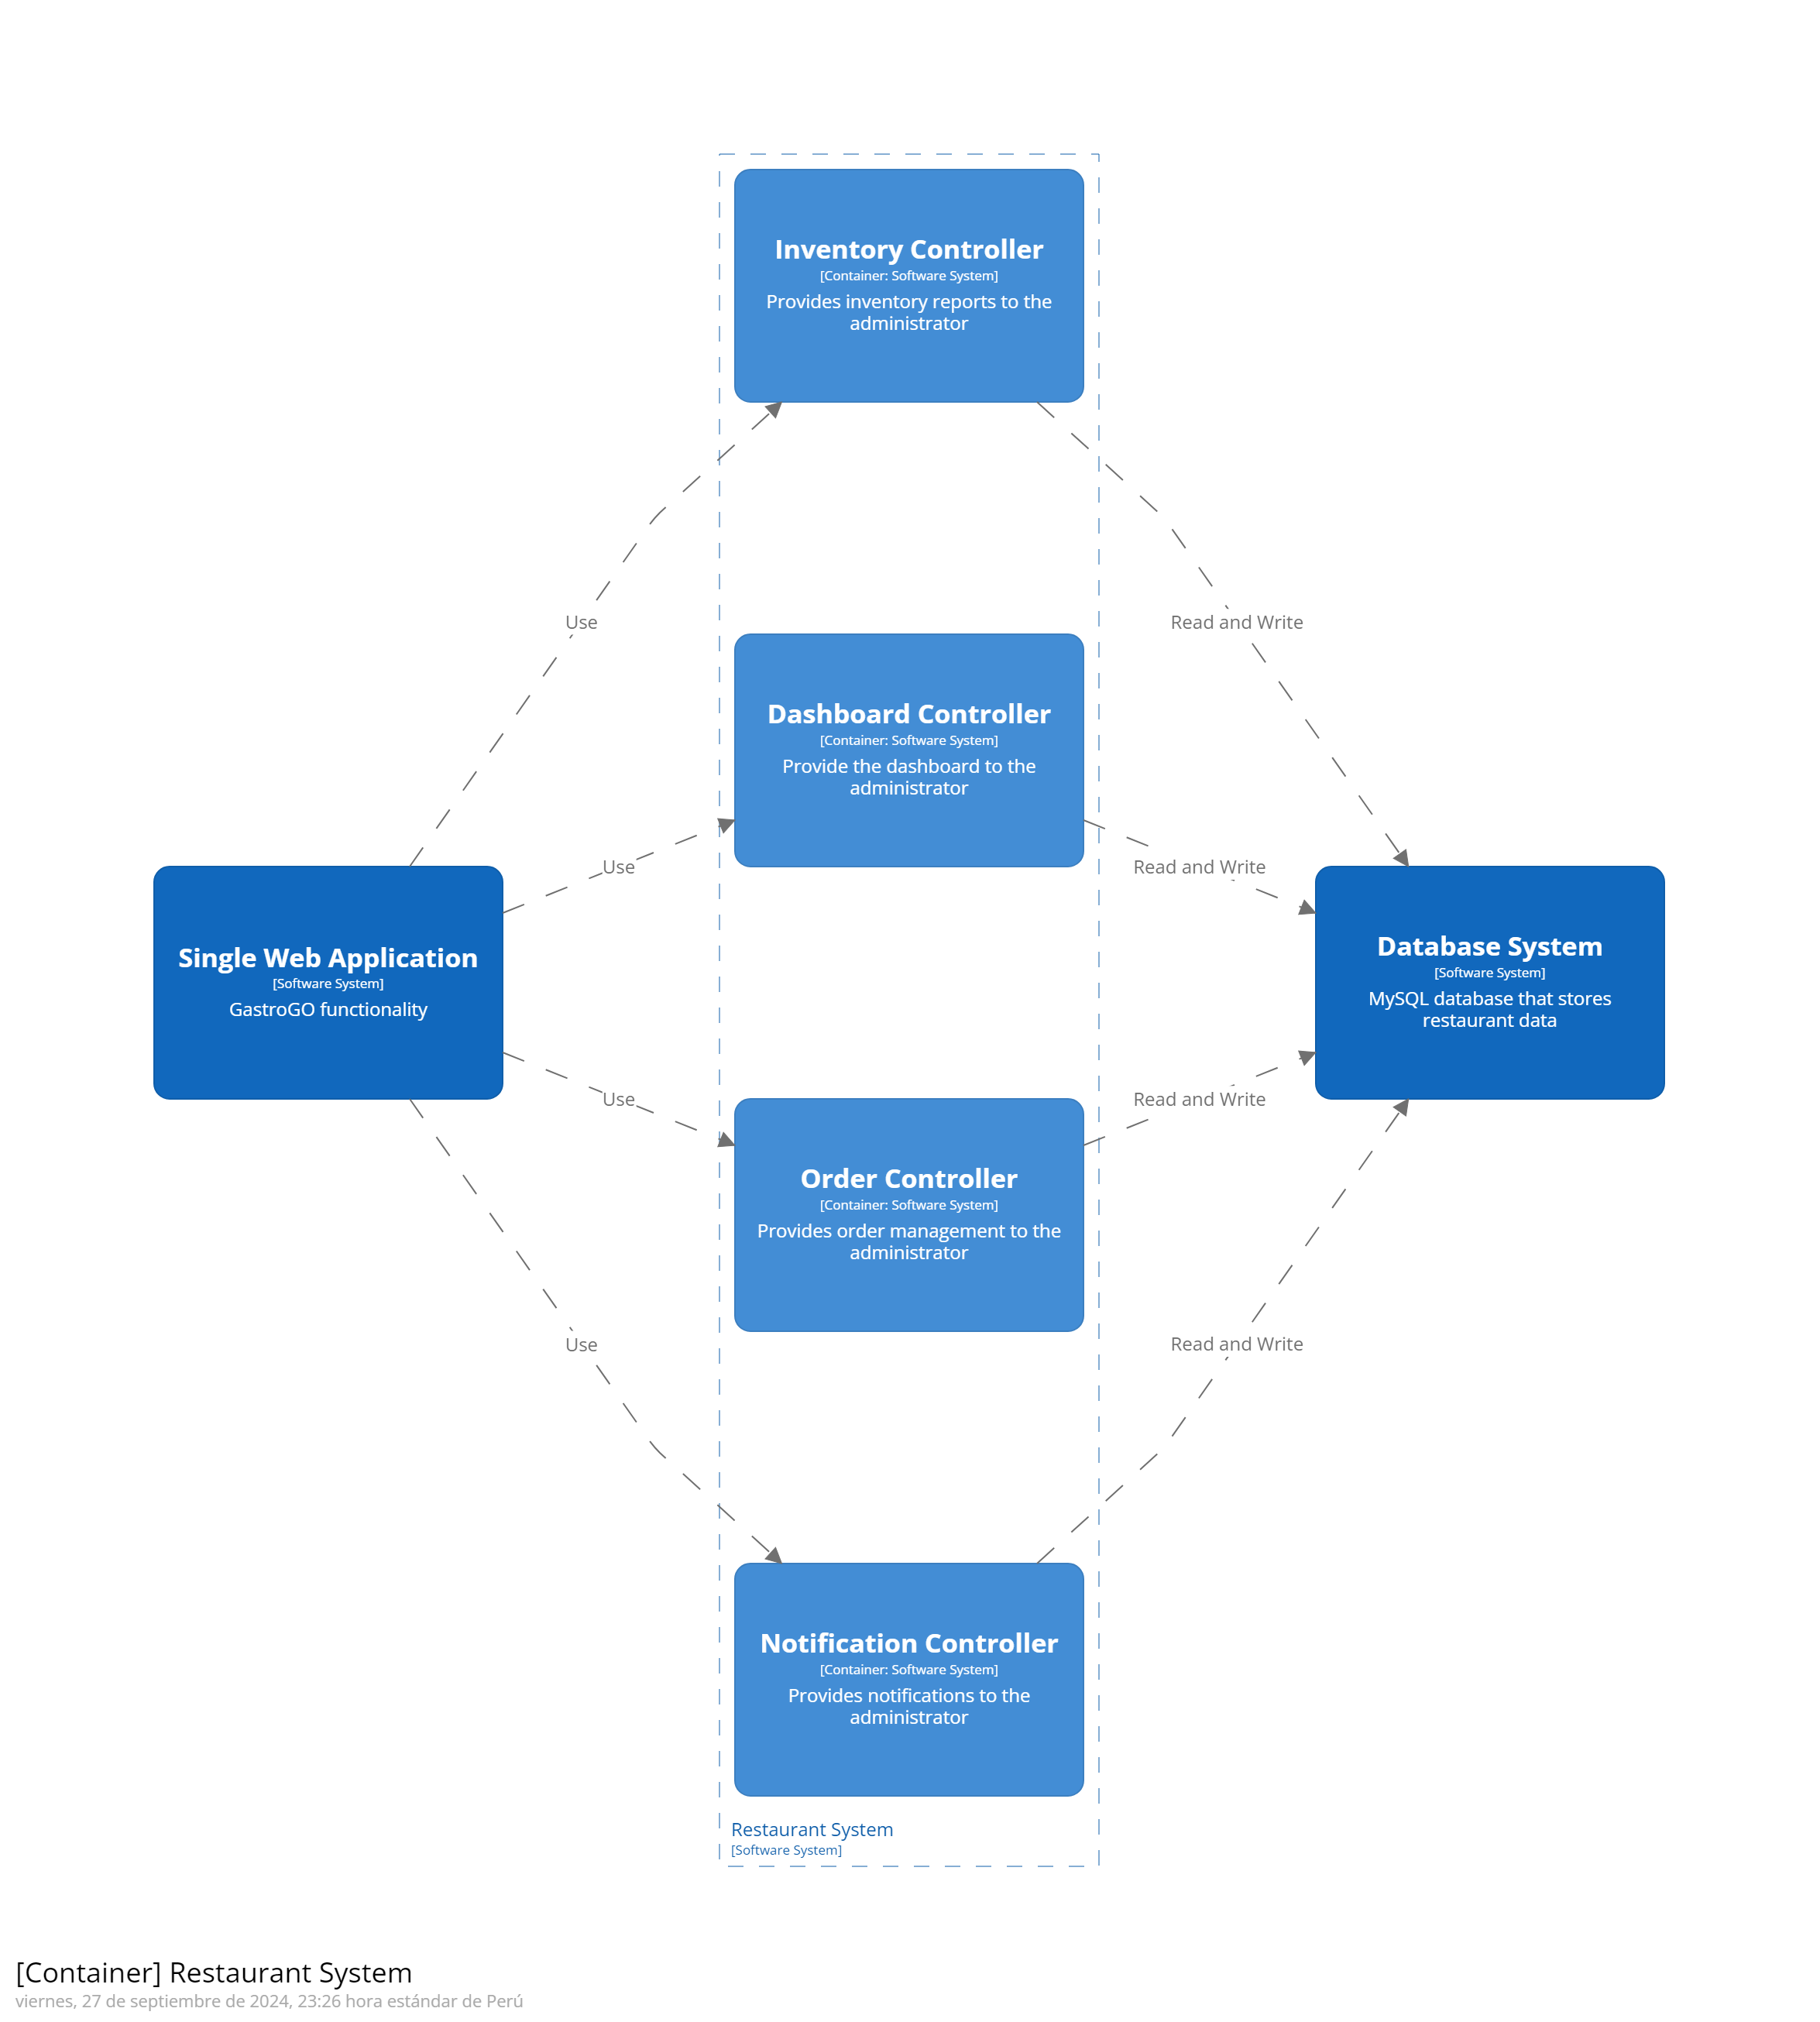 Inventory Controller
[Container: Software System]
Provides inventory reports to the
administrator
Use
Read and Write
Dashboard Controller
[Container: Software System]
Provide the dashboard to the
administrator
Use
Read and Write
Single Web Application
[Software System]
GastroGO functionality
Database System
[Software System]
MySQL database that stores
restaurant data
Use
Read and Write
Order Controller
[Container: Software System]
Provides order management to the
administrator
Use
Read and Write
Notification Controller
[Container: Software System]
Provides notifications to the
administrator
Restaurant System
[Software System]
[Container] Restaurant System
viernes, 27 de septiembre de 2024, 23:26 hora estándar de Perú